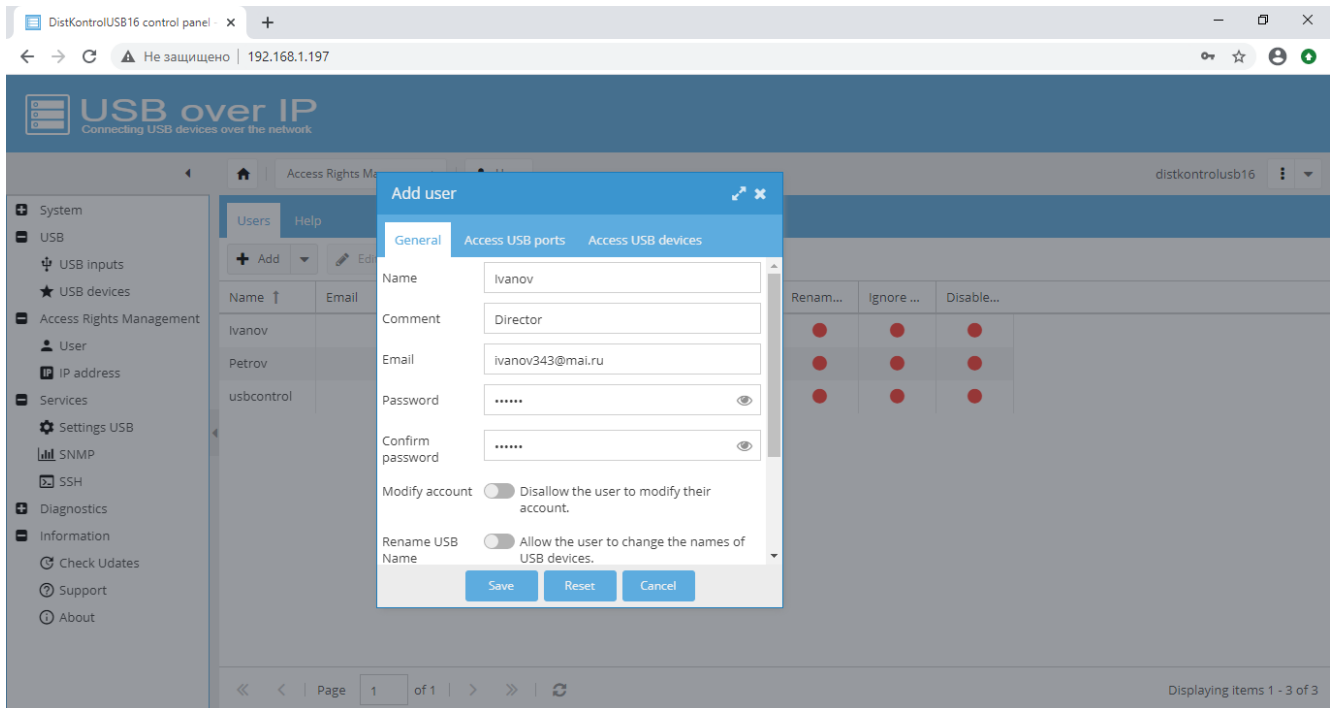 DistKontrolUSB16 control panel -
Не защищено | 192.168.1.197
USB over IP
Connecting USB devices over the network
Access Rights Ma
distkontrolusb16
System
USB
USB inputs
USB devices
Access Rights Management
User
IP address
Services
Settings USB
SNMP
SSH
Diagnostics
Information
Check Udates
Support
About
Users Help
Add Edi
Name Email Renam... Ignore ... Disable...
Ivanov
Petrov
usbcontrol
Add user
General Access USB ports Access USB devices
Name Ivanov
Comment Director
Email ivanov343@mai.ru
Password ••••••
Confirm
password ••••••
Modify account Disallow the user to modify their
account.
Rename USB Allow the user to change the names of
Name USB devices.
Save Reset Cancel
Page 1 of 1
Displaying items 1 - 3 of 3